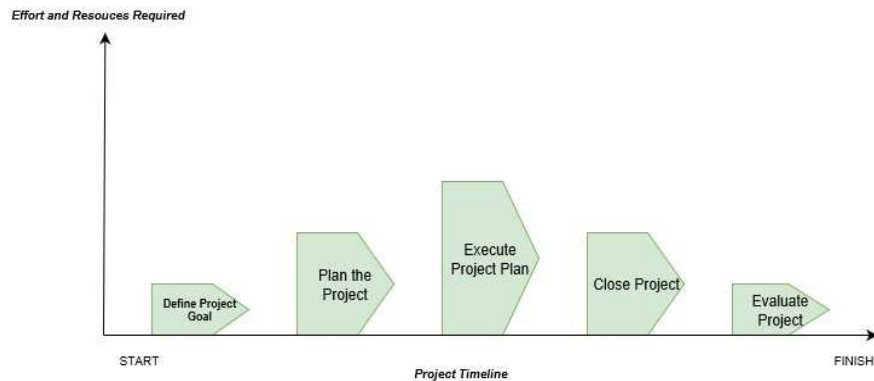 Effort and Resouces Required
Define Project
Goal
Plan the
Project
Execute
Project Plan
Close Project
Evaluate
Project
START
FINISH
Project Timeline